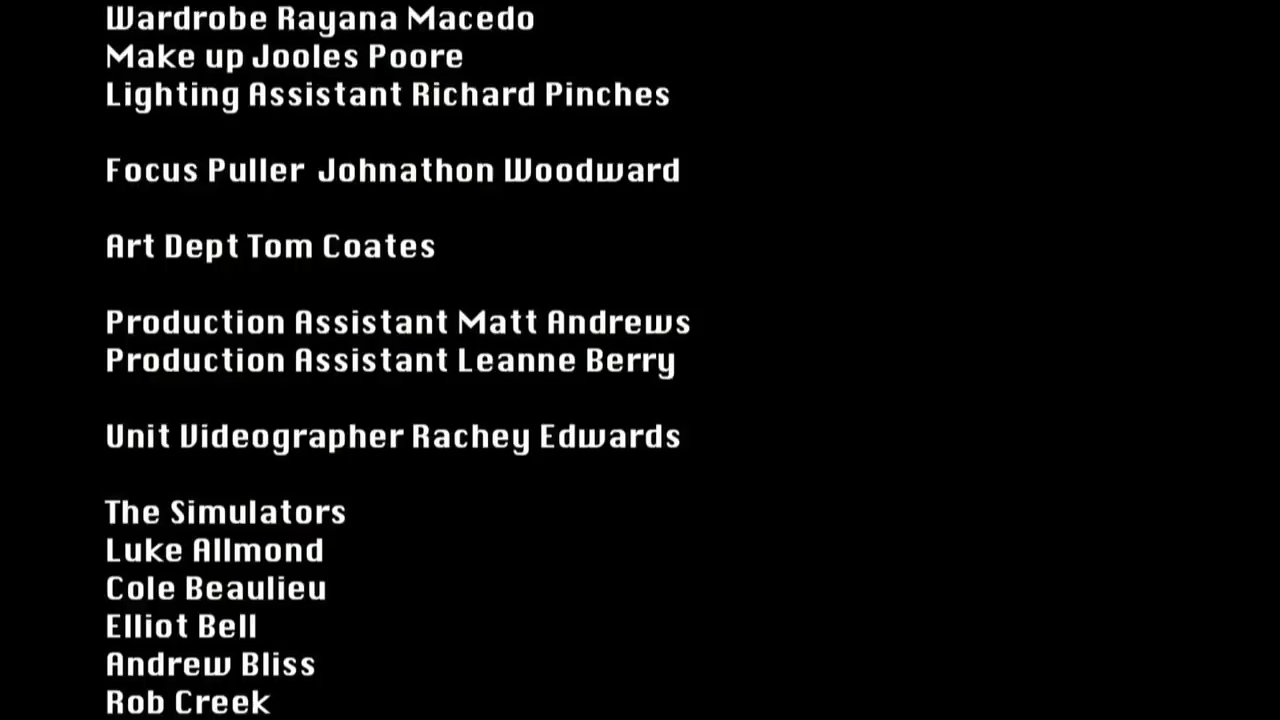 Wardrobe Rayana Macedo
Make up Jooles Poore
Lighting Assistant Richard Pinches
Focus Puller Johnathon Woodward
Art Dept Tom Coates
Production Assistant Matt Andrews
Production Assistant Leanne Berry
Unit Videographer Rachey Edwards
The Simulators
Luke Allmond
Cole Beaulieu
Elliot Bell
Andrew Bliss
Rob Creek